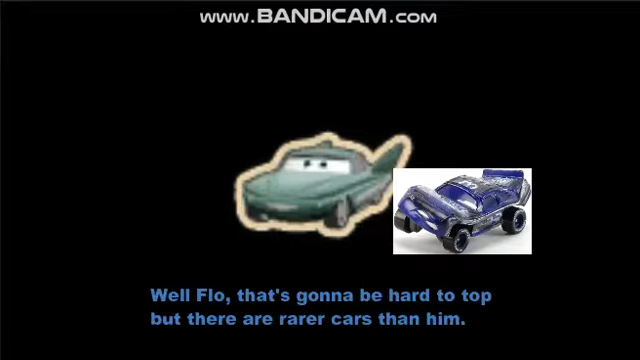 www.BANDICAM.com
Well Flo, that's gonna be hard to top
but there are rarer cars than him.